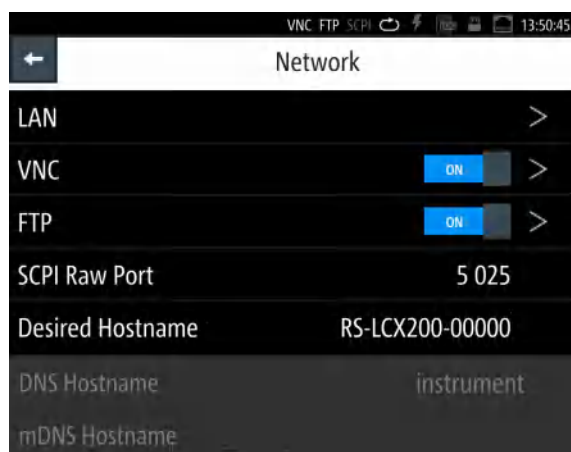 VNC FTP SCPI 13:50:45
Network
LAN >
VNC ON >
FTP ON >
SCPI Raw Port 5 025
Desired Hostname RS-LCX200-00000
DNS Hostname instrument
mDNS Hostname